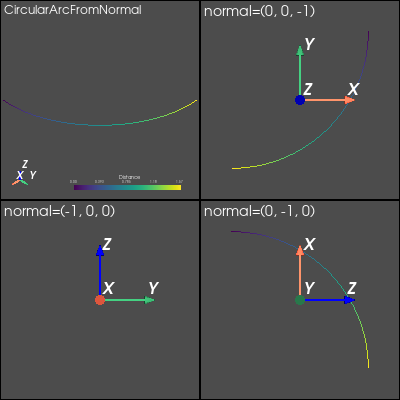 CircularArcFromNormal
Z
X Y
Distance
normal=(0, 0, -1)
Y
Z
X
normal=(-1, 0, 0)
Z
X
Y
normal=(0, -1, 0)
X
Y
Z